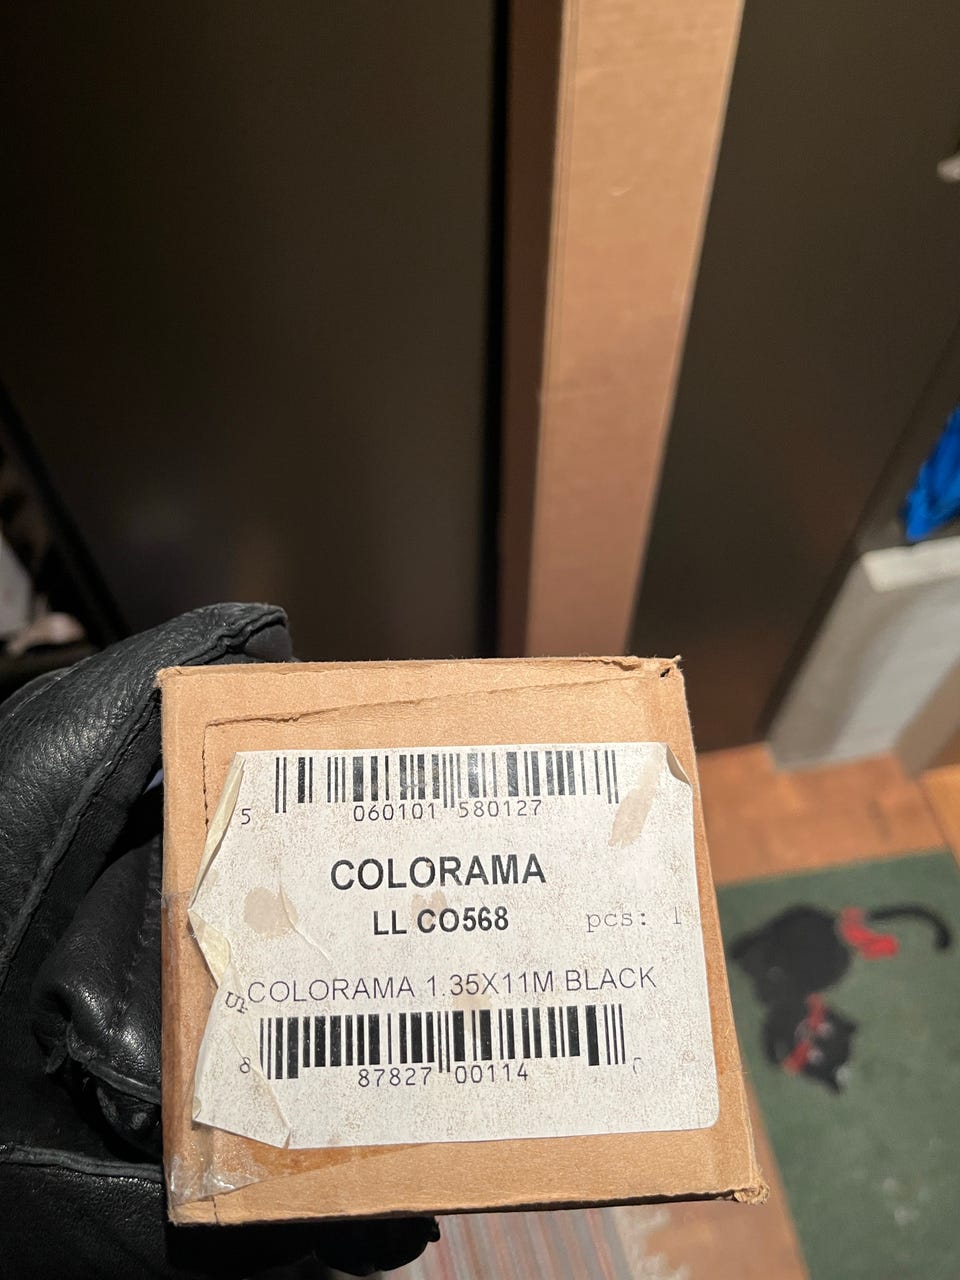 5 060101 580127
COLORAMA
LL CO568
pcs: 1
COLORAMA 1.35X11M BLACK
8 87827 00114